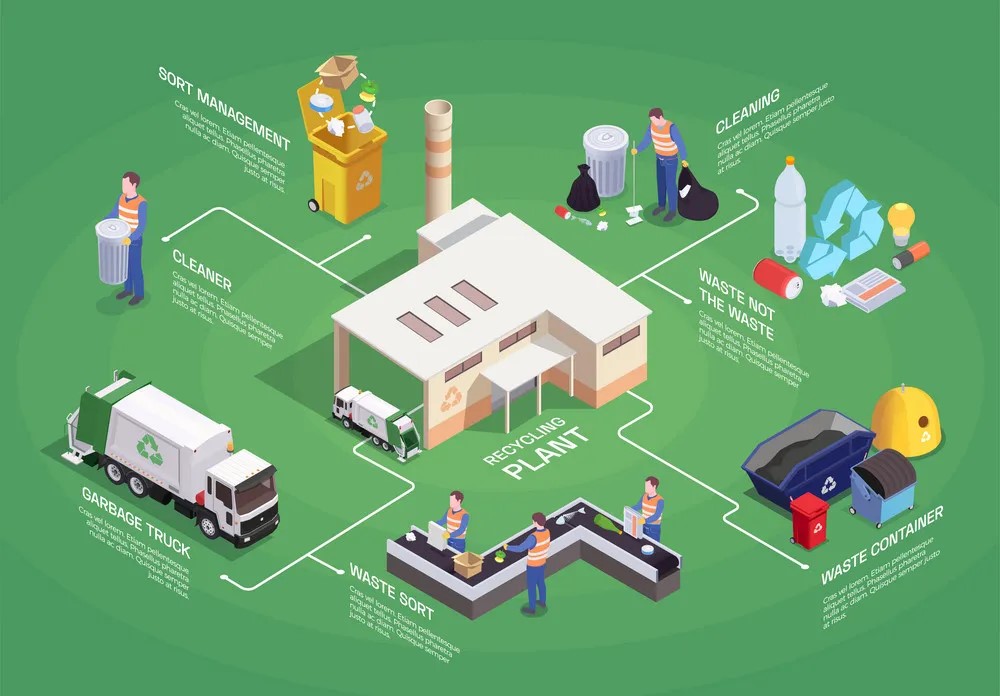 SORT MANAGEMENT
Cras vel lorem. Etiam pellentesque
aliquet tellus. Phasellus pharetra
nulla ac diam. Quisque semper
justo at risus.
CLEANING
Cras vel lorem. Etiam pellentesque
aliquet tellus. Phasellus pharetra
nulla ac diam. Quisque semper justo
at risus.
CLEANER
Cras vel lorem. Etiam pellentesque
aliquet tellus. Phasellus pharetra
nulla ac diam. Quisque semper
justo at risus.
WASTE NOT
THE WASTE
Cras vel lorem. Etiam pellentesque
aliquet tellus. Phasellus pharetra
nulla ac diam. Quisque semper
justo at risus.
RECYCLING
PLANT
GARBAGE TRUCK
Cras vel lorem. Etiam pellentesque
aliquet tellus. Phasellus pharetra
nulla ac diam. Quisque semper
justo at risus.
WASTE SORT
Cras vel lorem. Etiam pellentesque
aliquet tellus. Phasellus pharetra
nulla ac diam. Quisque semper
justo at risus.
WASTE CONTAINER
Cras vel lorem. Etiam pellentesque
aliquet tellus. Phasellus pharetra
nulla ac diam. Quisque semper justo
at risus.